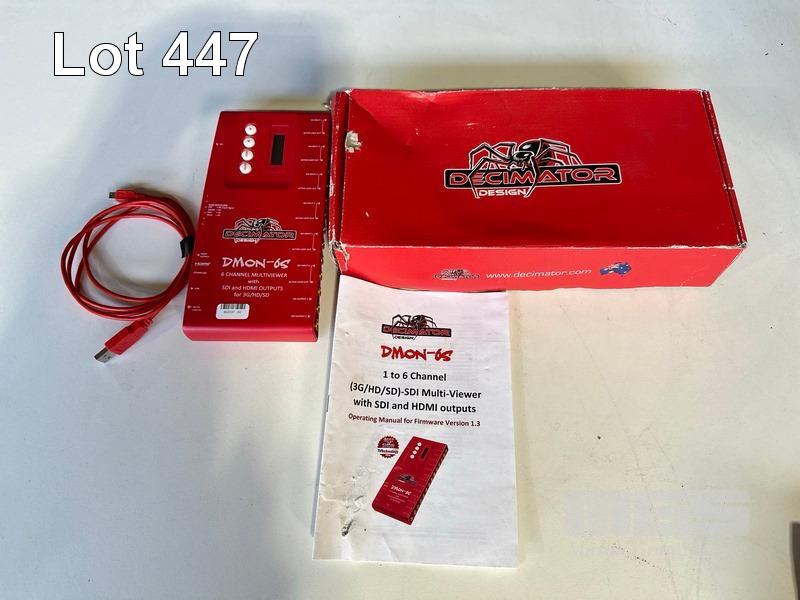 Lot 447
DECIMATOR
DESIGN
www.decimator.com
DECIMATOR
DESIGN
DMON-6S
6 CHANNEL MULTIVIEWER
with
SDI and HDMI OUTPUTS
for 3G/HD/SD
DECIMATOR
DESIGN
DMON-6S
1 to 6 Channel
(3G/HD/SD)-SDI Multi-Viewer
with SDI and HDMI outputs
Operating Manual for Firmware Version 1.3
DMON-6S